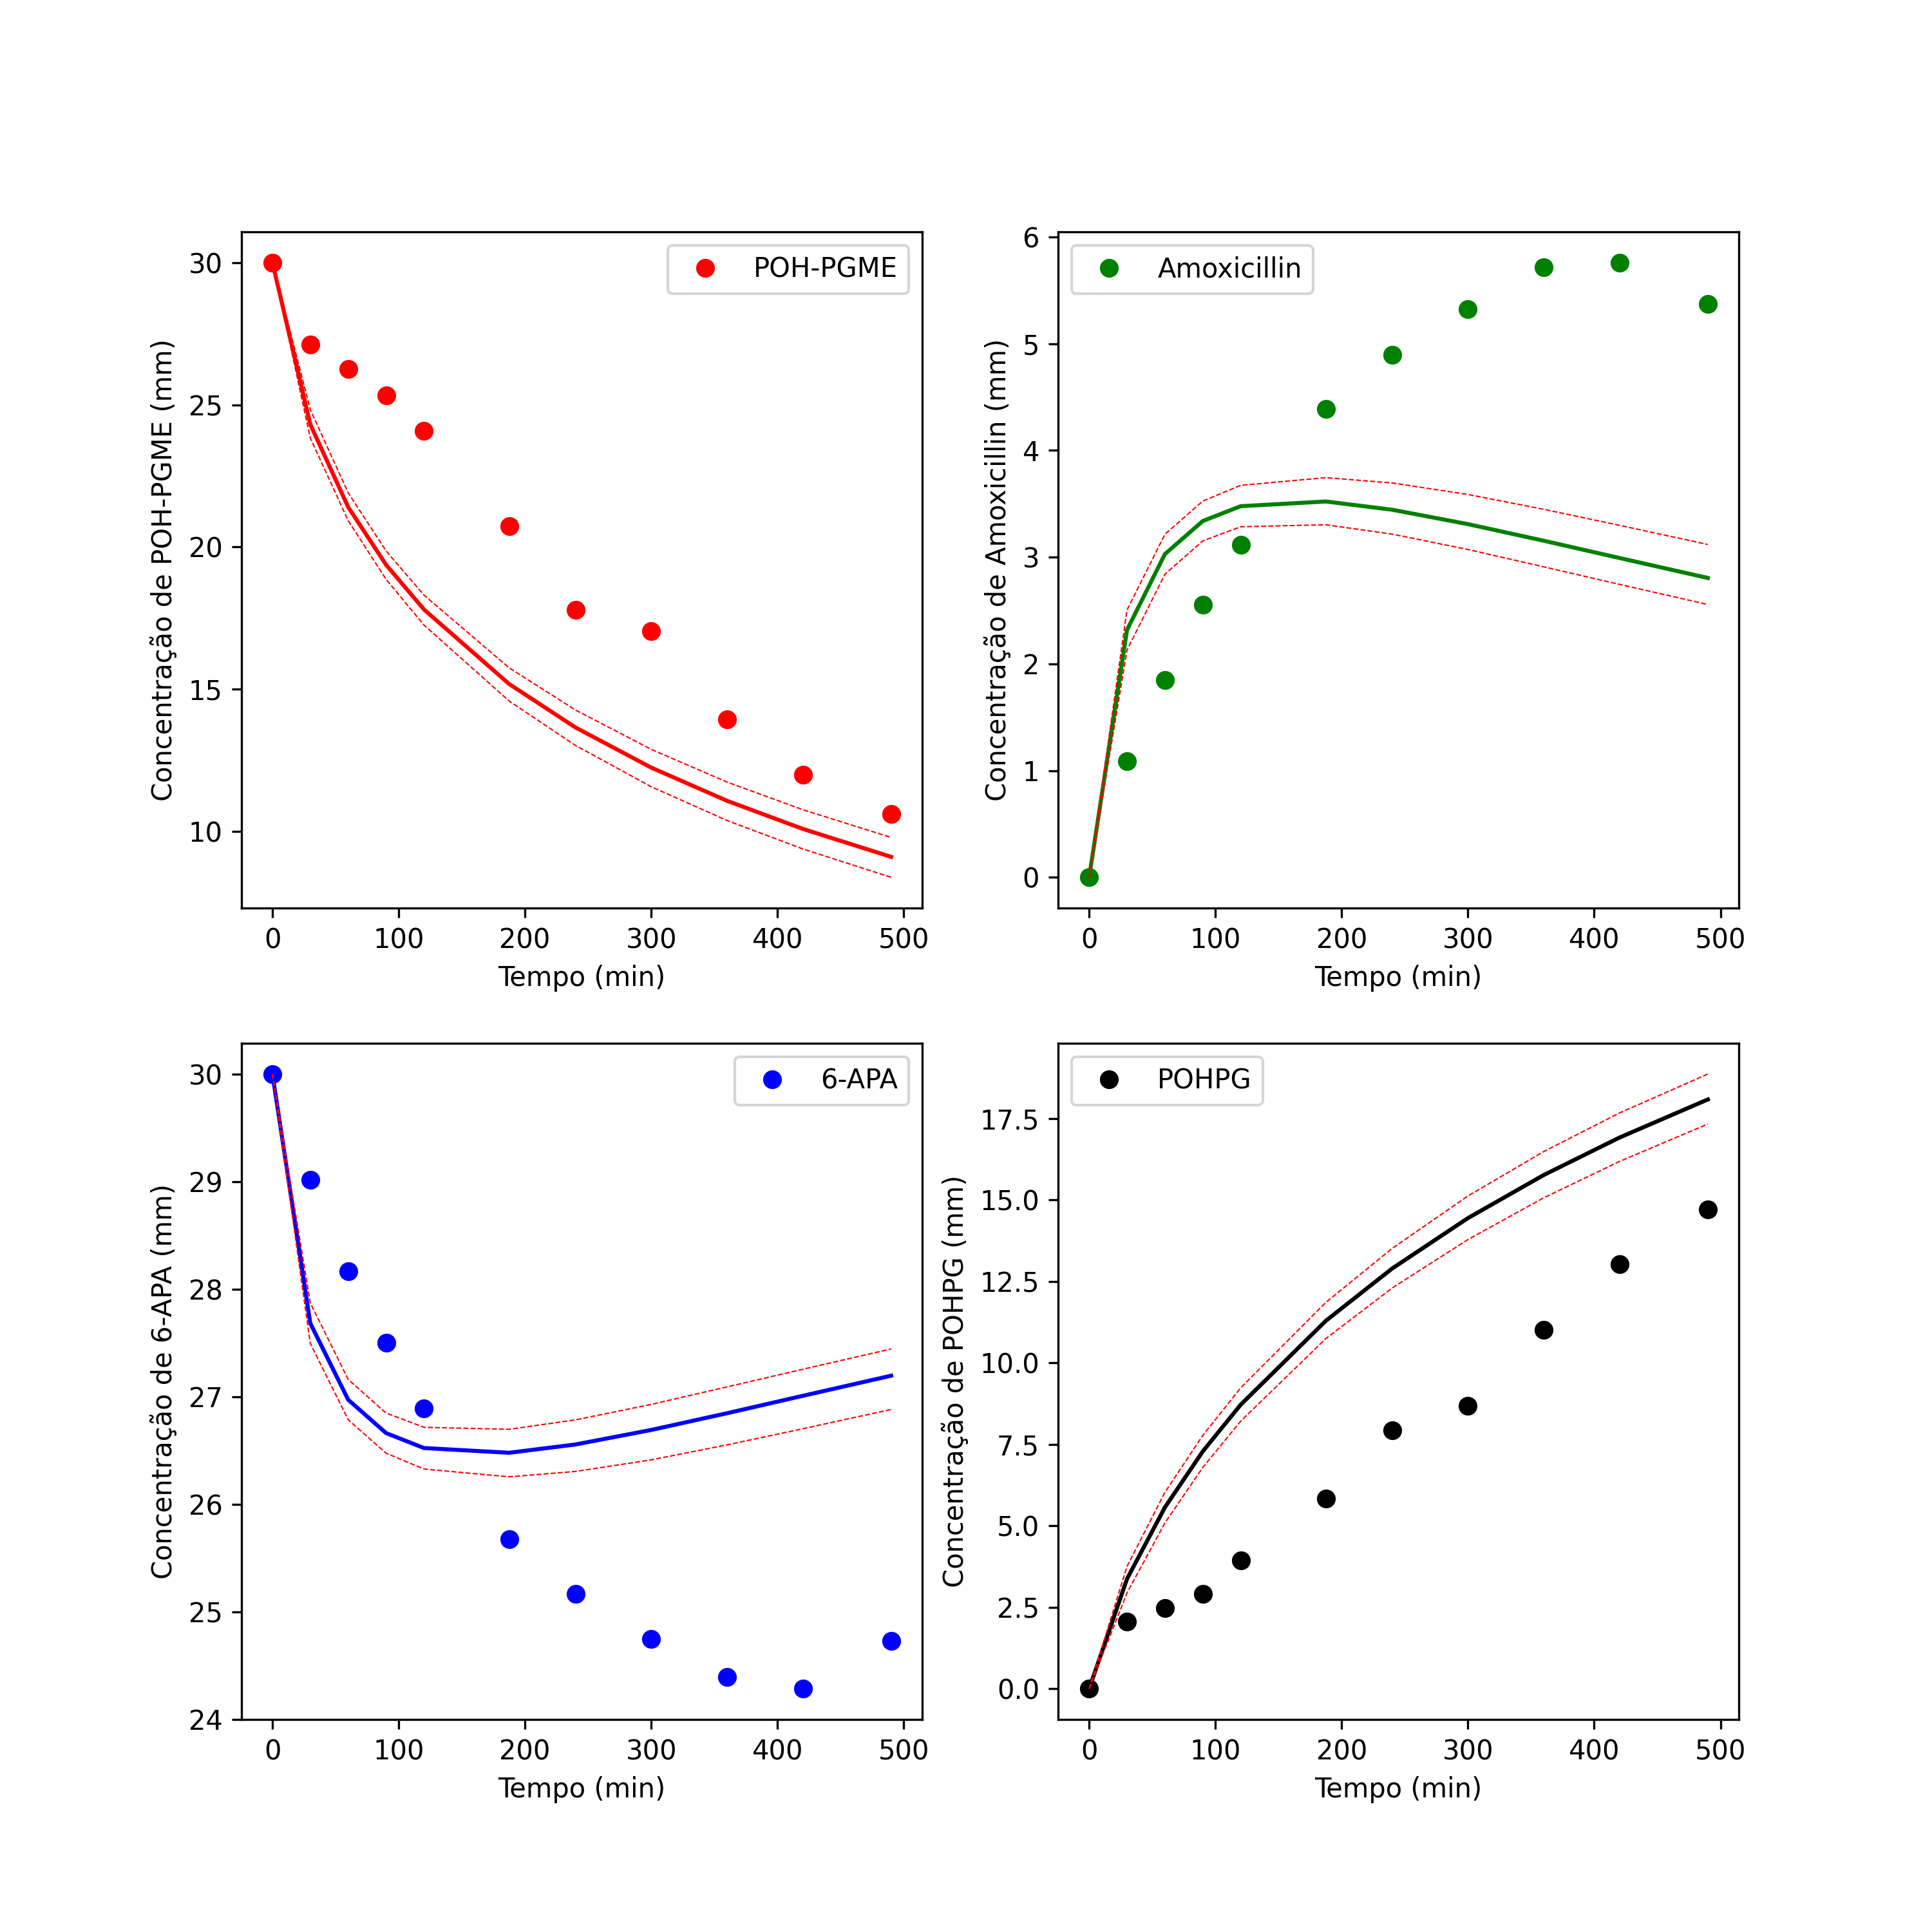 POH-PGME
30
25
20
15
10
Concentração de POH-PGME (mm)
0 100 200 300 400 500
Tempo (min)
Amoxicillin
6
5
4
3
2
1
0
Concentração de Amoxicillin (mm)
0 100 200 300 400 500
Tempo (min)
6-APA
30
29
28
27
26
25
24
Concentração de 6-APA (mm)
0 100 200 300 400 500
Tempo (min)
POHPG
17.5
15.0
12.5
10.0
7.5
5.0
2.5
0.0
Concentração de POHPG (mm)
0 100 200 300 400 500
Tempo (min)